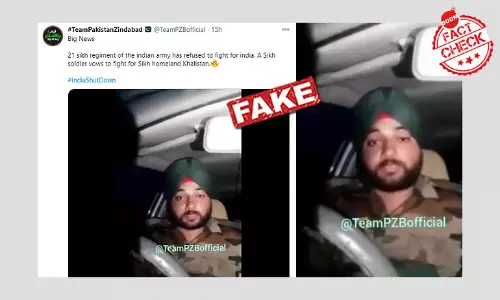 #TeamPakistanZindabad 🇵🇰 @TeamPZBofficial · 15h
Big News
21 sikh regiment of the indian army has refused to fight for india. A Sikh
soldier vows to fight for Sikh homeland Khalistan.🔥
#IndiaShutDown
@TeamPZBofficial
FAKE
@TeamPZBofficial
BOOM
FACT
CHECK